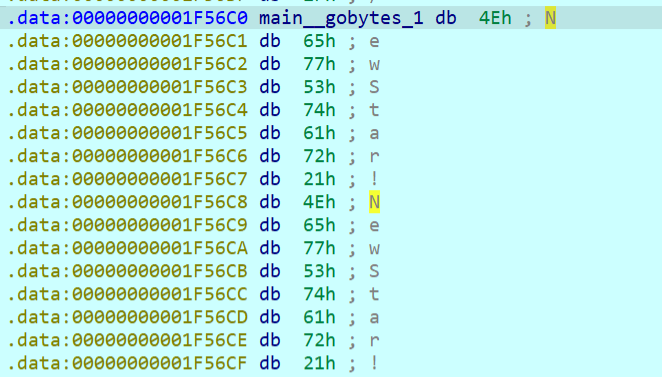 .data:00000000001F56C0 main__gobytes_1 db 4Eh ; N
.data:00000000001F56C1 db 65h ; e
.data:00000000001F56C2 db 77h ; w
.data:00000000001F56C3 db 53h ; S
.data:00000000001F56C4 db 74h ; t
.data:00000000001F56C5 db 61h ; a
.data:00000000001F56C6 db 72h ; r
.data:00000000001F56C7 db 21h ; !
.data:00000000001F56C8 db 4Eh ; N
.data:00000000001F56C9 db 65h ; e
.data:00000000001F56CA db 77h ; w
.data:00000000001F56CB db 53h ; S
.data:00000000001F56CC db 74h ; t
.data:00000000001F56CD db 61h ; a
.data:00000000001F56CE db 72h ; r
.data:00000000001F56CF db 21h ; !